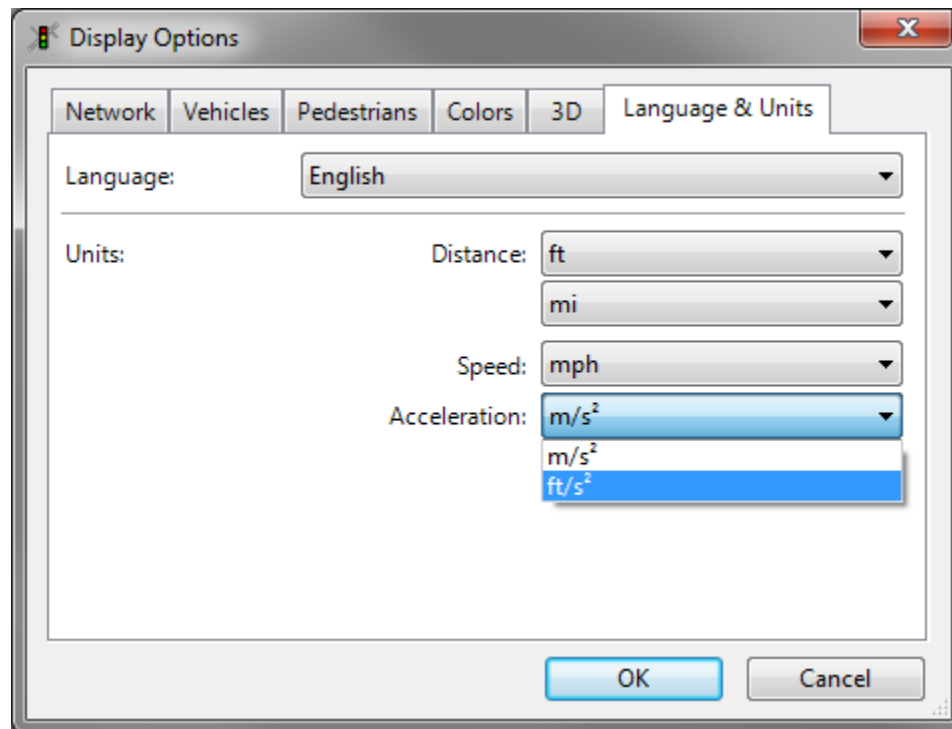 Display Options
Network Vehicles Pedestrians Colors 3D Language & Units
Language: English
Units: Distance: ft
mi
Speed: mph
Acceleration: m/s²
m/s²
ft/s²
OK Cancel